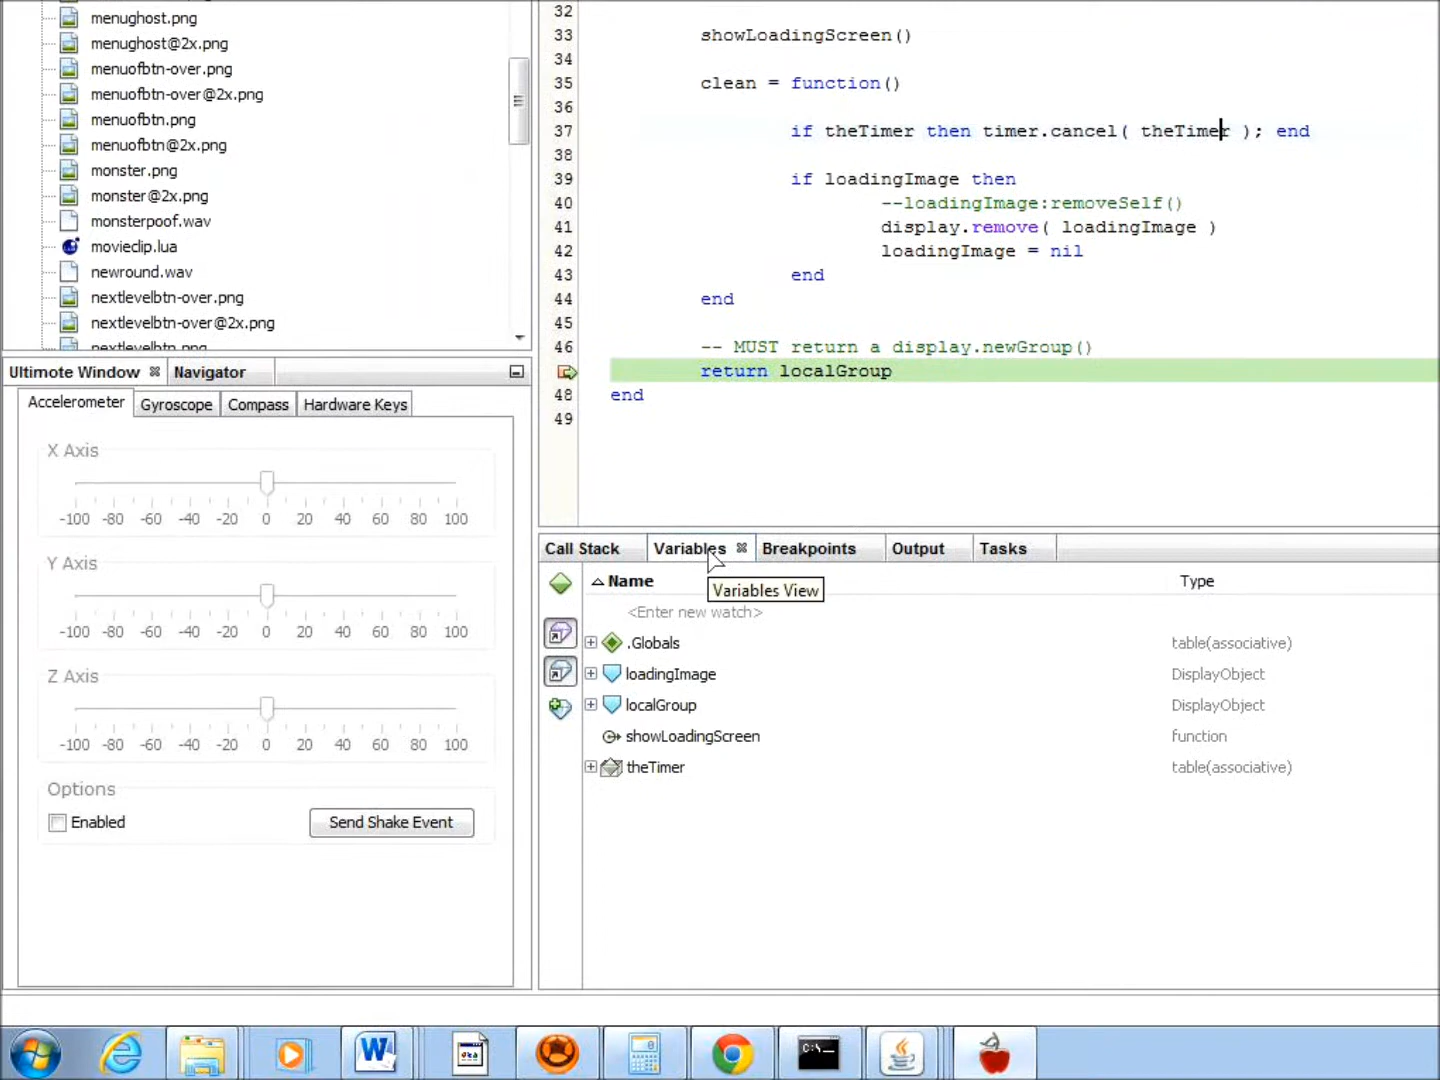 menughost.png
menughost@2x.png
menuofbtn-over.png
menuofbtn-over@2x.png
menuofbtn.png
menuofbtn@2x.png
monster.png
monster@2x.png
monsterpoof.wav
movieclip.lua
newround.wav
nextlevelbtn-over.png
nextlevelbtn-over@2x.png
nextlevelbtn.png
32
33 showLoadingScreen()
34
35 clean = function()
36
37 if theTimer then timer.cancel( theTimer ); end
38
39 if loadingImage then
40 --loadingImage:removeSelf()
41 display.remove( loadingImage )
42 loadingImage = nil
43 end
44 end
45
46 -- MUST return a display.newGroup()
return localGroup
48 end
49
Ultimote Window Navigator
Accelerometer Gyroscope Compass Hardware Keys
X Axis
-100 -80 -60 -40 -20 0 20 40 60 80 100
Y Axis
-100 -80 -60 -40 -20 0 20 40 60 80 100
Z Axis
-100 -80 -60 -40 -20 0 20 40 60 80 100
Options
Enabled Send Shake Event
Call Stack Variables Breakpoints Output Tasks
Name Type
Variables View
<Enter new watch>
.Globals table(associative)
loadingImage DisplayObject
localGroup DisplayObject
showLoadingScreen function
theTimer table(associative)